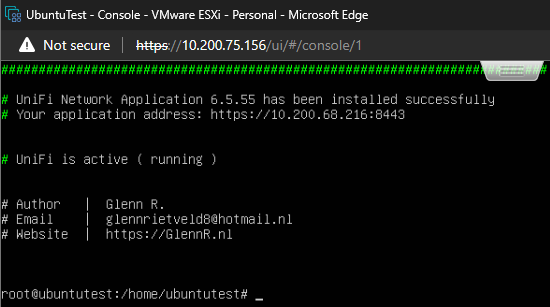 UbuntuTest - Console - VMware ESXi - Personal - Microsoft Edge
Not secure | https://10.200.75.156/ui/#/console/1
##########################################################################
# UniFi Network Application 6.5.55 has been installed successfully
# Your application address: https://10.200.68.216:8443
# UniFi is active ( running )
# Author | Glenn R.
# Email | glennrietveld8@hotmail.nl
# Website | https://GlennR.nl
root@ubuntutest:/home/ubuntutest# _